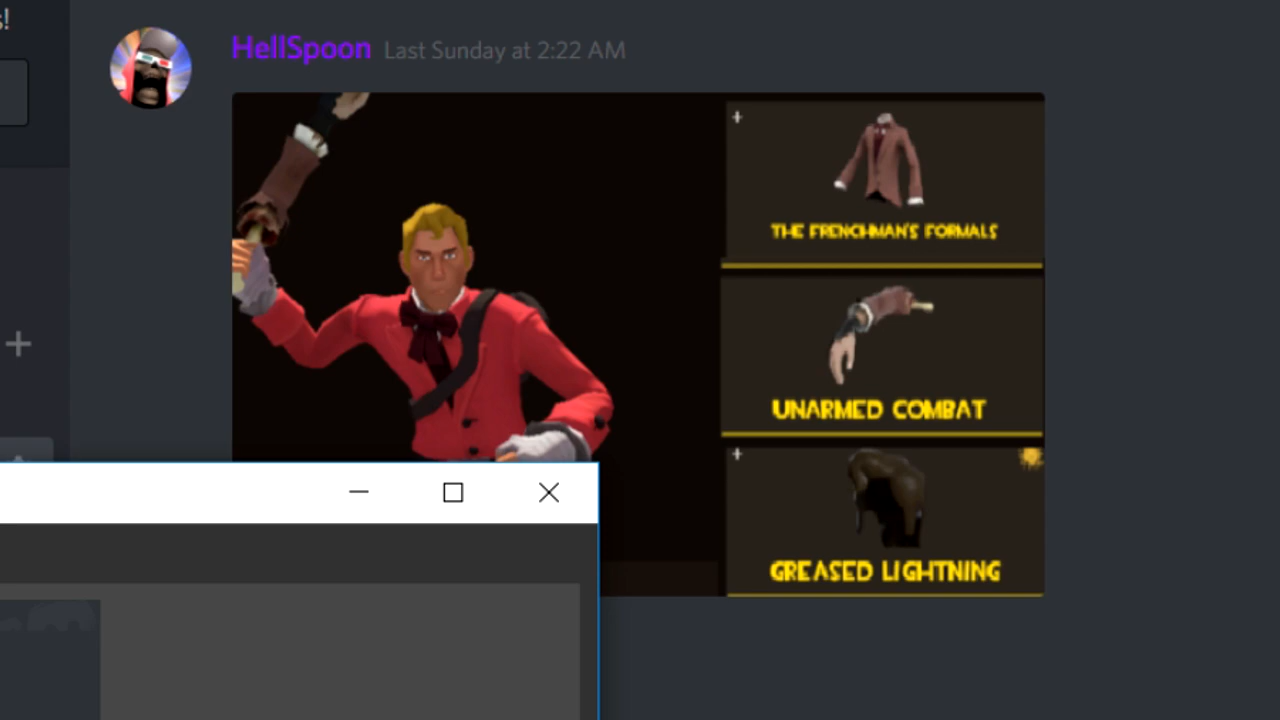 s!
HellSpoon Last Sunday at 2:22 AM
THE FRENCHMAN'S FORMALS
UNARMED COMBAT
GREASED LIGHTNING